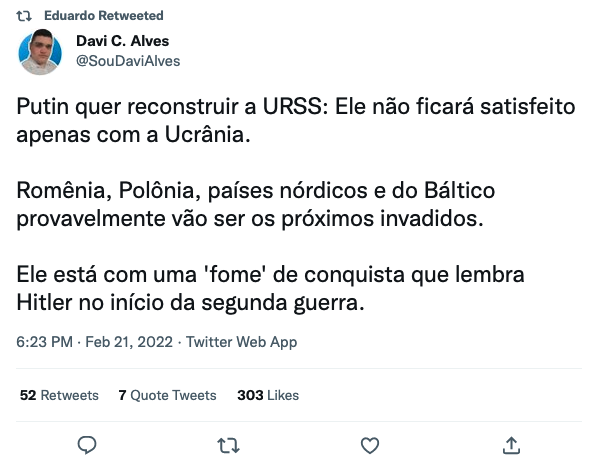 Eduardo Retweeted
Davi C. Alves
@SouDaviAlves
Putin quer reconstruir a URSS: Ele não ficará satisfeito
apenas com a Ucrânia.
Romênia, Polônia, países nórdicos e do Báltico
provavelmente vão ser os próximos invadidos.
Ele está com uma 'fome' de conquista que lembra
Hitler no início da segunda guerra.
6:23 PM · Feb 21, 2022 · Twitter Web App
52 Retweets 7 Quote Tweets 303 Likes